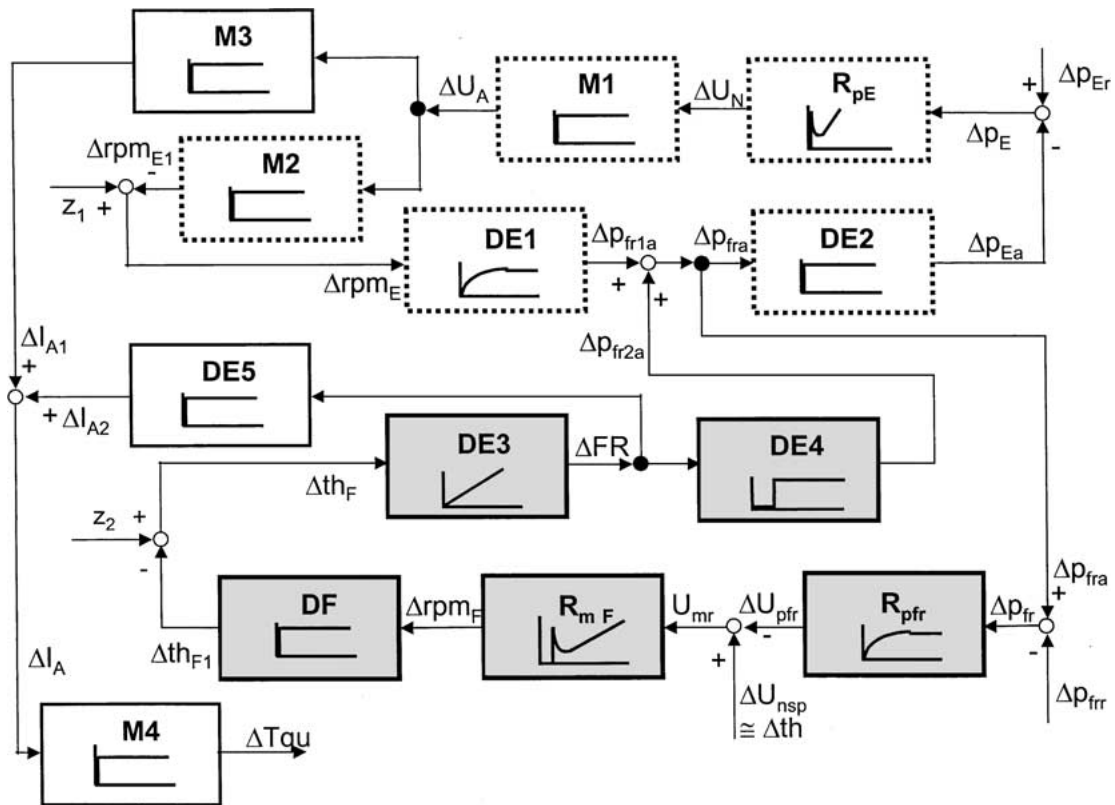 M3
M1
R_pE
ΔU_A
ΔU_N
+
Δp_Er
Δp_E
-
Δrpm_E1
-
M2
z_1 +
DE1
Δp_fr1a
Δp_fra
DE2
Δp_Ea
Δrpm_E
+
+
Δp_fr2a
ΔI_A1
+
DE5
+ ΔI_A2
DE3
ΔFR
DE4
Δth_F
z_2
+
-
DF
Δrpm_F
R_m F
U_mr
ΔU_pfr
-
R_pfr
Δp_fr
Δp_fra
+
-
Δth_F1
+
ΔU_nsp
≅ Δth
Δp_frr
ΔI_A
M4
ΔTqu